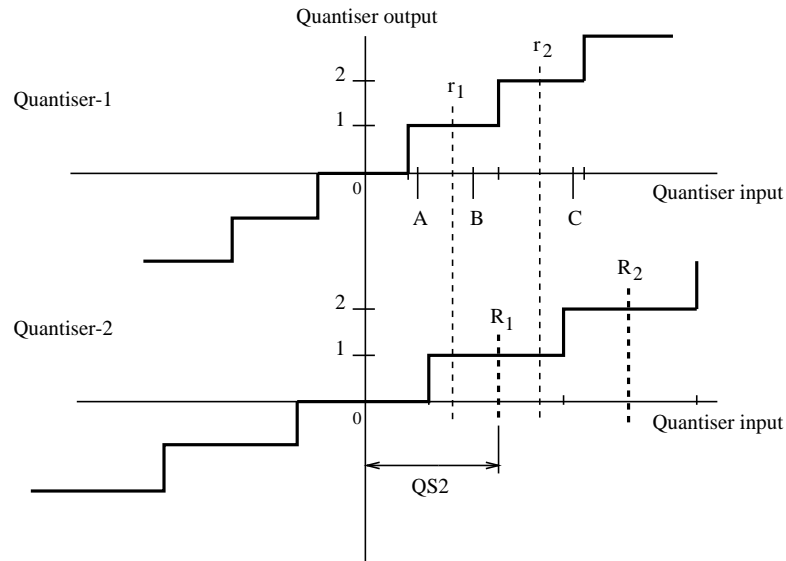 Quantiser output
Quantiser-1
2
1
r1
r2
0
A
B
C
Quantiser input
Quantiser-2
2
1
R1
R2
0
Quantiser input
QS2